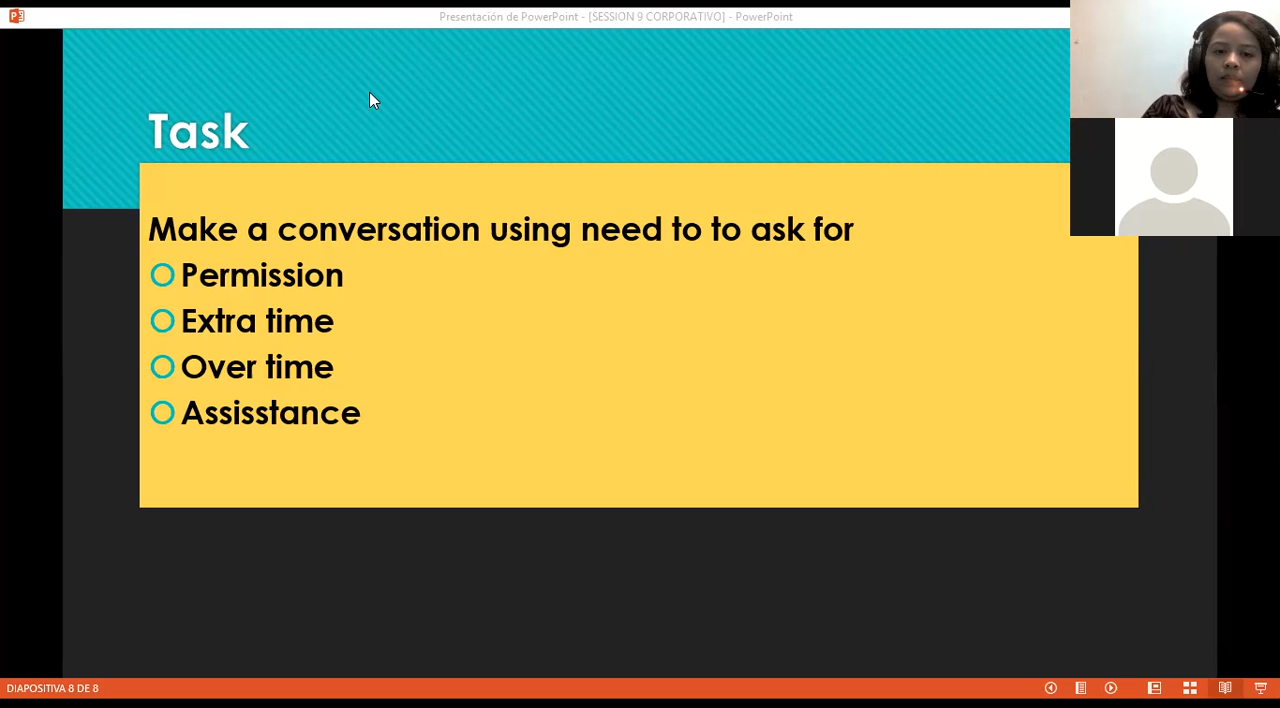 Presentación de PowerPoint - [SESSION 9 CORPORATIVO] - PowerPoint
Task
Make a conversation using need to to ask for
Permission
Extra time
Over time
Assisstance
DIAPOSITIVA 8 DE 8